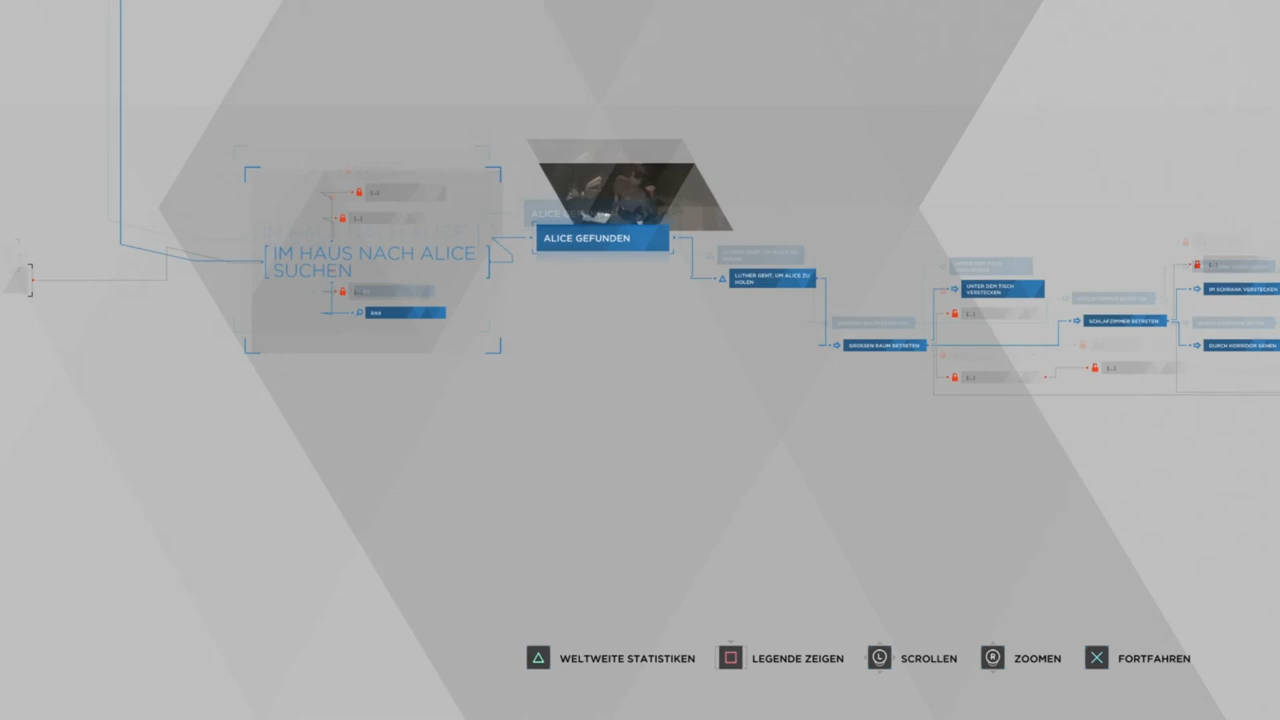 [...]
[...]
IM HAUS NACH ALICE
SUCHEN
[...]
ALICE GEFUNDEN
LUTHER GEHT, UM ALICE ZU
HOLEN
GROSSEN RAUM BETRETEN
UNTER DEM TISCH
VERSTECKEN
[...]
[...]
SCHLAFZIMMER BETRETEN
[...]
[...]
IM SCHRANK VERSTECKEN
DURCH KORRIDOR GEHEN
WELTWEITE STATISTIKEN
LEGENDE ZEIGEN
L
SCROLLEN
R
ZOOMEN
FORTFAHREN